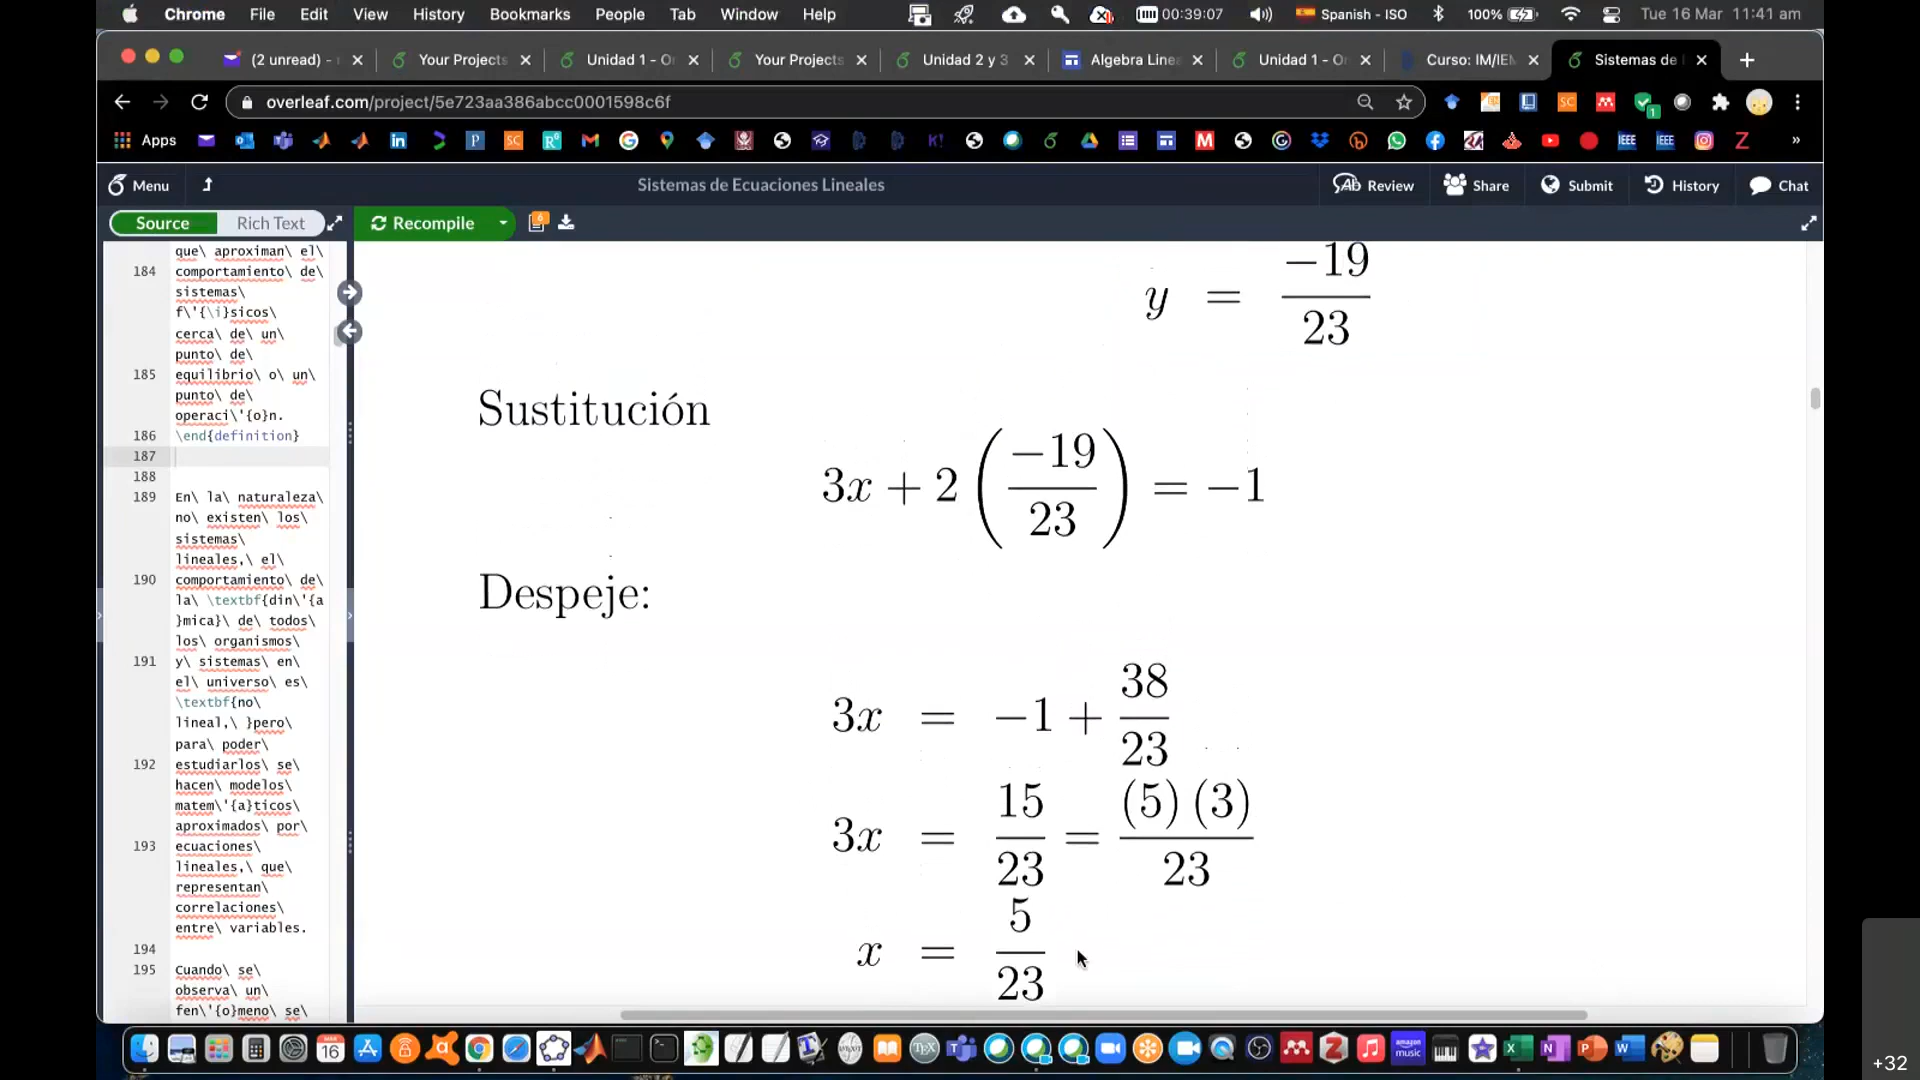 Chrome File Edit View History Bookmarks People Tab Window Help 00:39:07 Spanish - ISO 100% Tue 16 Mar 11:41 am
(2 unread) - Your Projects Unidad 1 - O Your Projects Unidad 2 y 3 Algebra Linea Unidad 1 - O Curso: IM/IEM Sistemas de
overleaf.com/project/5e723aa386abcc0001598c6f
Apps
Menu Sistemas de Ecuaciones Lineales Review Share Submit History Chat
Source Rich Text Recompile
que\ aproximan\ el\
184 comportamiento\ de\
sistemas\
f\'{\i}sicos\
cerca\ de\ un\
punto\ de\
185 equilibrio\ o\ un\
punto\ de\
operaci\'{o}n.
186 \end{definition}
187
188
189 En\ la\ naturaleza\
no\ existen\ los\
sistemas\
lineales,\ el\
190 comportamiento\ de\
la\ \textbf{din\'{a
}mica}\ de\ todos\
los\ organismos\
191 y\ sistemas\ en\
el\ universo\ es\
\textbf{no\
lineal,\ }pero\
para\ poder\
192 estudiarlos\ se\
hacen\ modelos\
matem\'{a}ticos\
aproximados\ por\
193 ecuaciones\
lineales,\ que\
representan\
correlaciones\
entre\ variables.
194
195 Cuando\ se\
observa\ un\
fen\'{o}meno\ se\
y = −19/23
Sustitución
3x + 2 (−19/23) = −1
Despeje:
3x = −1 + 38/23
3x = 15/23 = (5)(3)/23
x = 5/23
+32